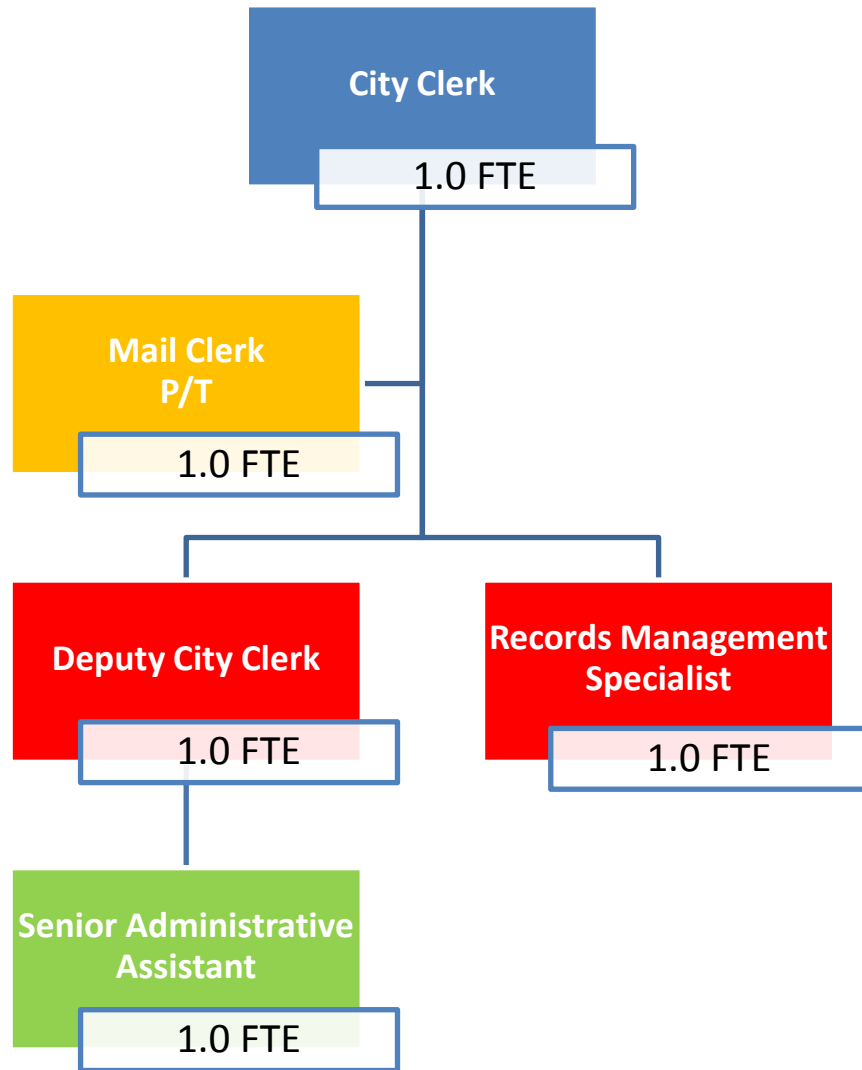 City Clerk
1.0 FTE
Mail Clerk
P/T
1.0 FTE
Deputy City Clerk
1.0 FTE
Records Management
Specialist
1.0 FTE
Senior Administrative
Assistant
1.0 FTE